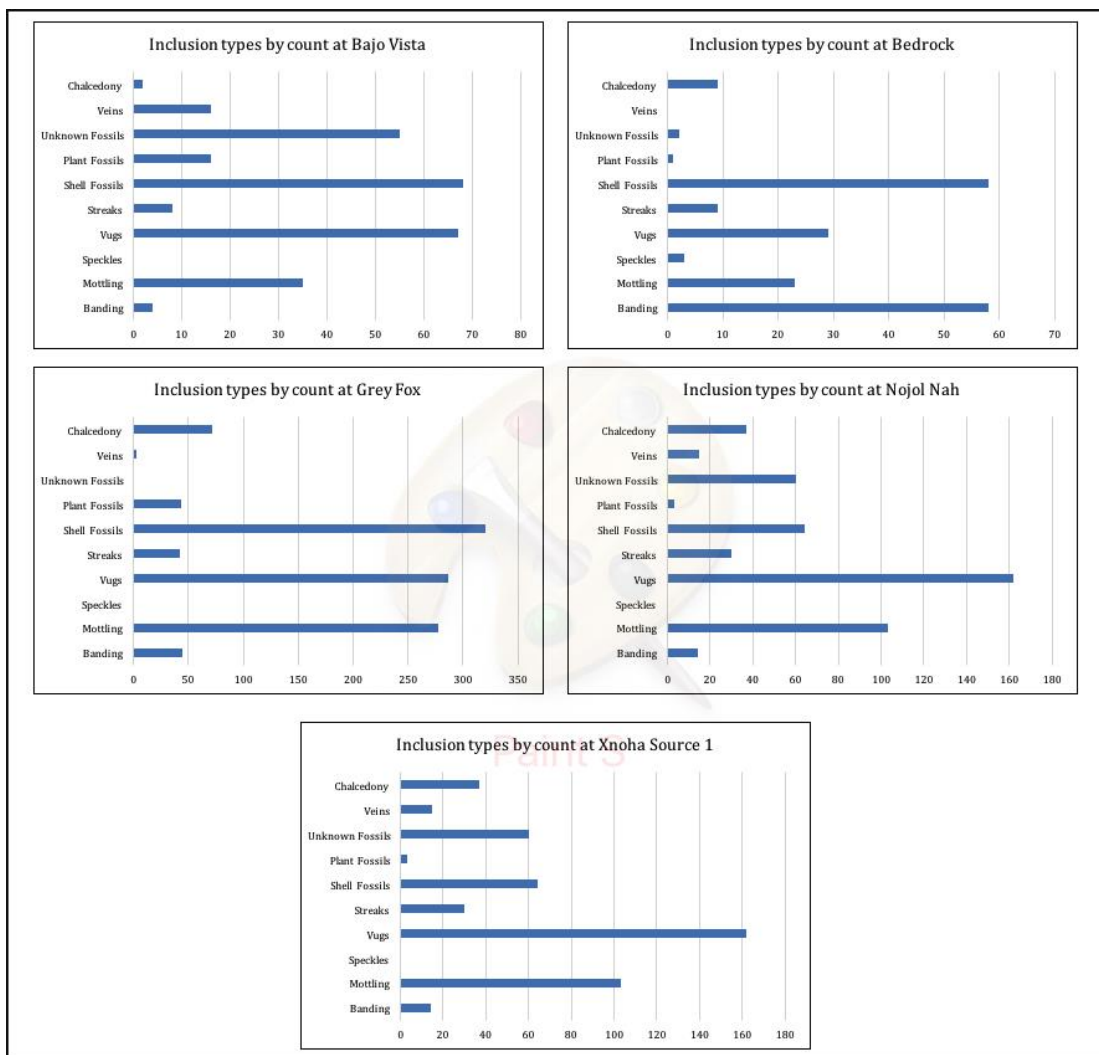 Inclusion types by count at Bajo Vista
Chalcedony
Veins
Unknown Fossils
Plant Fossils
Shell Fossils
Streaks
Vugs
Speckles
Mottling
Banding
0 10 20 30 40 50 60 70 80
Inclusion types by count at Bedrock
Chalcedony
Veins
Unknown Fossils
Plant Fossils
Shell Fossils
Streaks
Vugs
Speckles
Mottling
Banding
0 10 20 30 40 50 60 70
Inclusion types by count at Grey Fox
Chalcedony
Veins
Unknown Fossils
Plant Fossils
Shell Fossils
Streaks
Vugs
Speckles
Mottling
Banding
0 50 100 150 200 250 300 350
Inclusion types by count at Nojol Nah
Chalcedony
Veins
Unknown Fossils
Plant Fossils
Shell Fossils
Streaks
Vugs
Speckles
Mottling
Banding
0 20 40 60 80 100 120 140 160 180
Inclusion types by count at Xnoha Source 1
Paint S
Chalcedony
Veins
Unknown Fossils
Plant Fossils
Shell Fossils
Streaks
Vugs
Speckles
Mottling
Banding
0 20 40 60 80 100 120 140 160 180